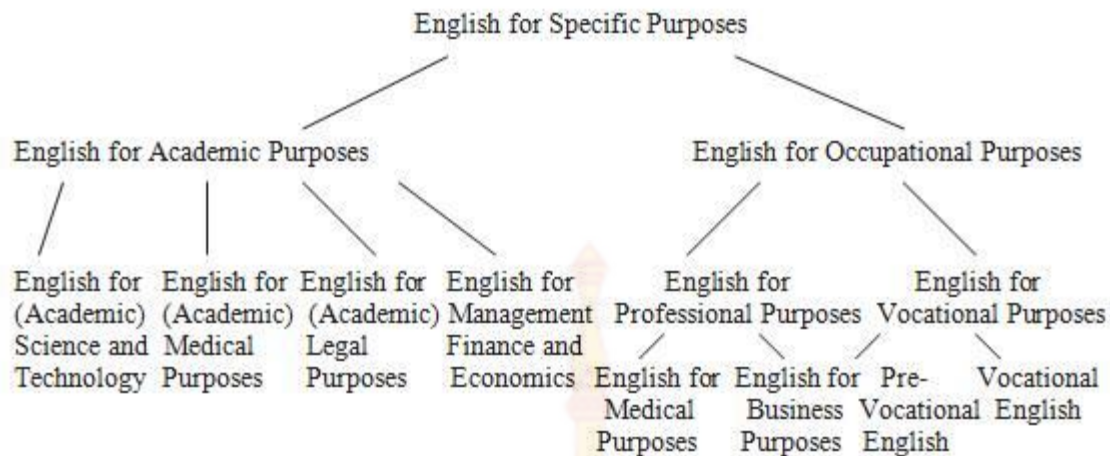 English for Specific Purposes
English for Academic Purposes
English for Occupational Purposes
English for
(Academic)
Science and
Technology
English for
(Academic)
Medical
Purposes
English for
(Academic)
Legal
Purposes
English for
Management
Finance and
Economics
English for
Professional Purposes
English for
Vocational Purposes
English for
Medical
Purposes
English for
Business
Purposes
Pre-
Vocational
English
Vocational
English